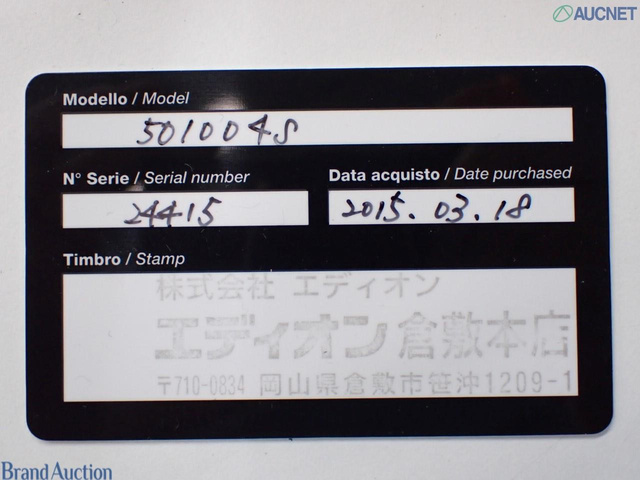 AUCNET
Modello / Model
501004S
N° Serie / Serial number
24415
Data acquisto / Date purchased
2015.03.18
Timbro / Stamp
株式会社 エディオン
エディオン倉敷本店
〒710-0834 岡山県倉敷市笹沖1209-1
Brand Auction